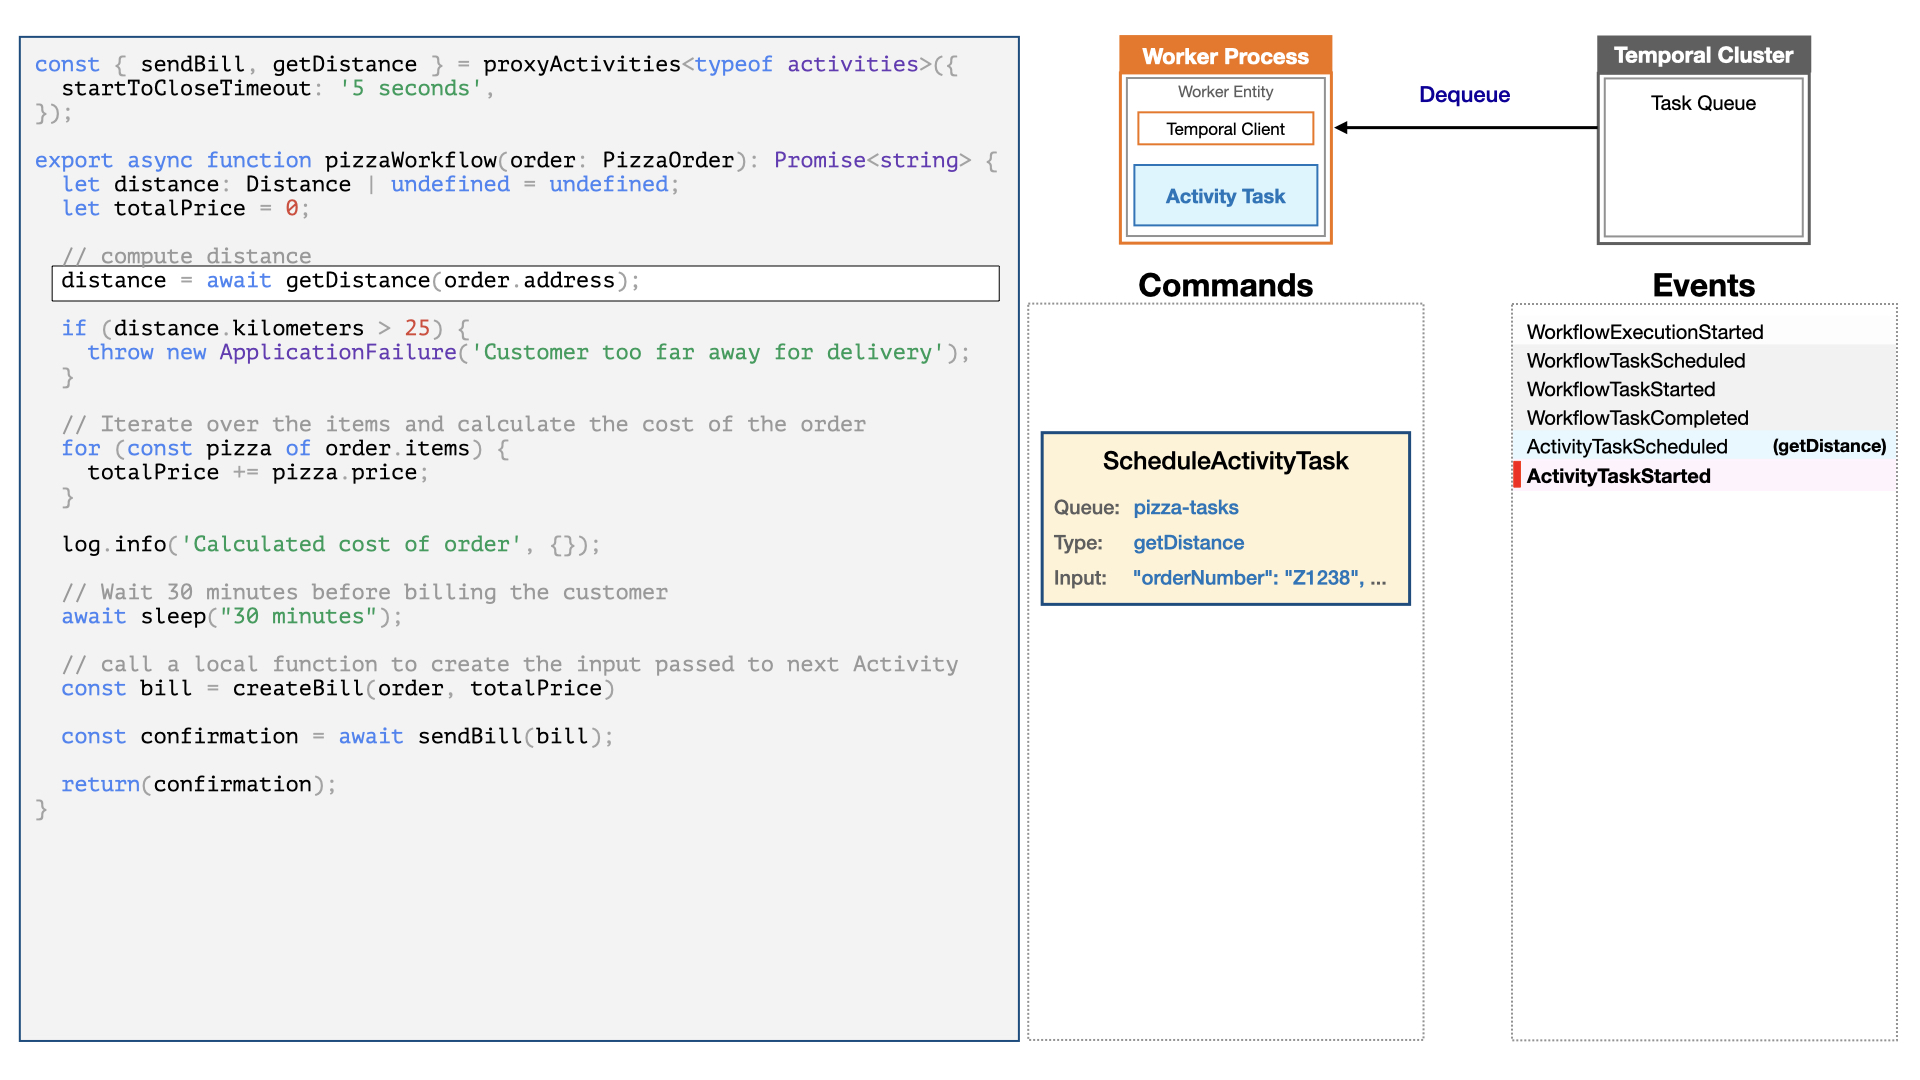 const { sendBill, getDistance } = proxyActivities<typeof activities>({
  startToCloseTimeout: '5 seconds',
});
export async function pizzaWorkflow(order: PizzaOrder): Promise<string> {
  let distance: Distance | undefined = undefined;
  let totalPrice = 0;
  // compute distance
  distance = await getDistance(order.address);
  if (distance.kilometers > 25) {
    throw new ApplicationFailure('Customer too far away for delivery');
  }
  // Iterate over the items and calculate the cost of the order
  for (const pizza of order.items) {
    totalPrice += pizza.price;
  }
  log.info('Calculated cost of order', {});
  // Wait 30 minutes before billing the customer
  await sleep("30 minutes");
  // call a local function to create the input passed to next Activity
  const bill = createBill(order, totalPrice)
  const confirmation = await sendBill(bill);
  return(confirmation);
}
Worker Process
Worker Entity
Temporal Client
Activity Task
Dequeue
Temporal Cluster
Task Queue
Commands
ScheduleActivityTask
Queue: pizza-tasks
Type: getDistance
Input: "orderNumber": "Z1238", ...
Events
WorkflowExecutionStarted
WorkflowTaskScheduled
WorkflowTaskStarted
WorkflowTaskCompleted
ActivityTaskScheduled (getDistance)
ActivityTaskStarted